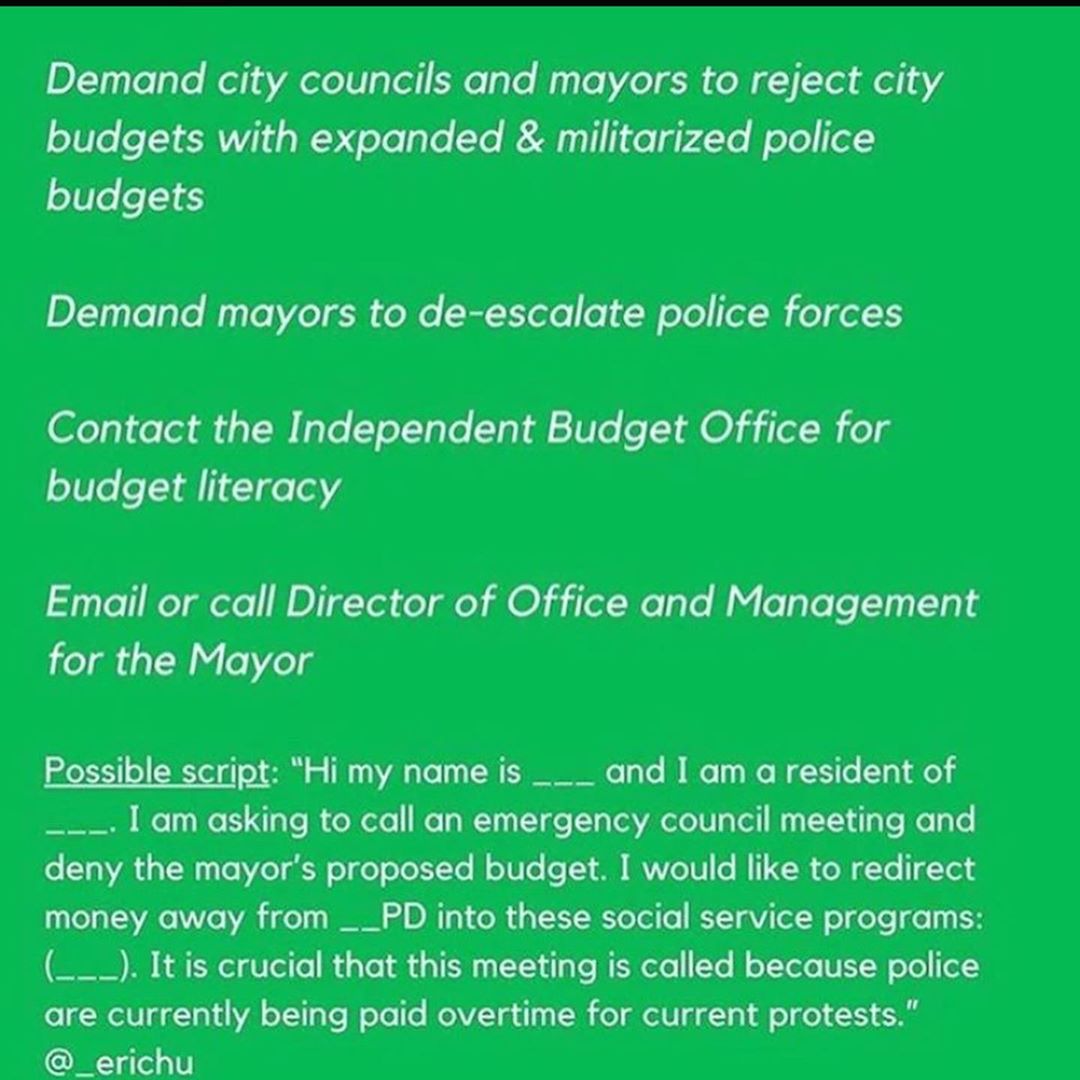 Demand city councils and mayors to reject city
budgets with expanded & militarized police
budgets
Demand mayors to de-escalate police forces
Contact the Independent Budget Office for
budget literacy
Email or call Director of Office and Management
for the Mayor
Possible script: “Hi my name is ___ and I am a resident of
___. I am asking to call an emergency council meeting and
deny the mayor’s proposed budget. I would like to redirect
money away from __PD into these social service programs:
(___). It is crucial that this meeting is called because police
are currently being paid overtime for current protests.”
@_erichu